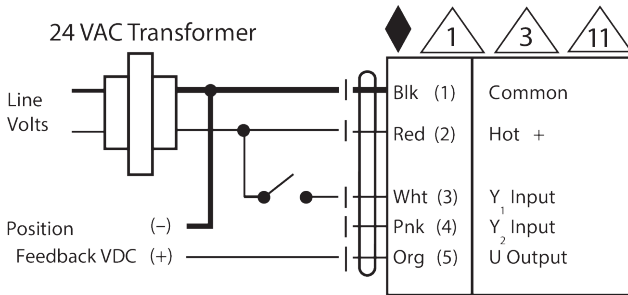 24 VAC Transformer
1 3 11
Line
Volts
Blk (1) Common
Red (2) Hot +
Wht (3) Y1 Input
Pnk (4) Y2 Input
Org (5) U Output
Position (–)
Feedback VDC (+)